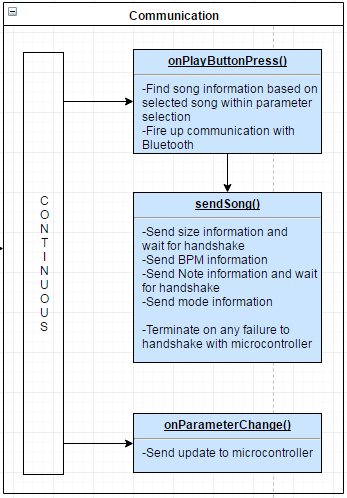 Communication
onPlayButtonPress()
-Find song information based on
selected song within parameter
selection
-Fire up communication with
Bluetooth
C
O
N
T
I
N
U
O
U
S
sendSong()
-Send size information and
wait for handshake
-Send BPM information
-Send Note information and wait
for handshake
-Send mode information
-Terminate on any failure to
handshake with microcontroller
onParameterChange()
-Send update to microcontroller